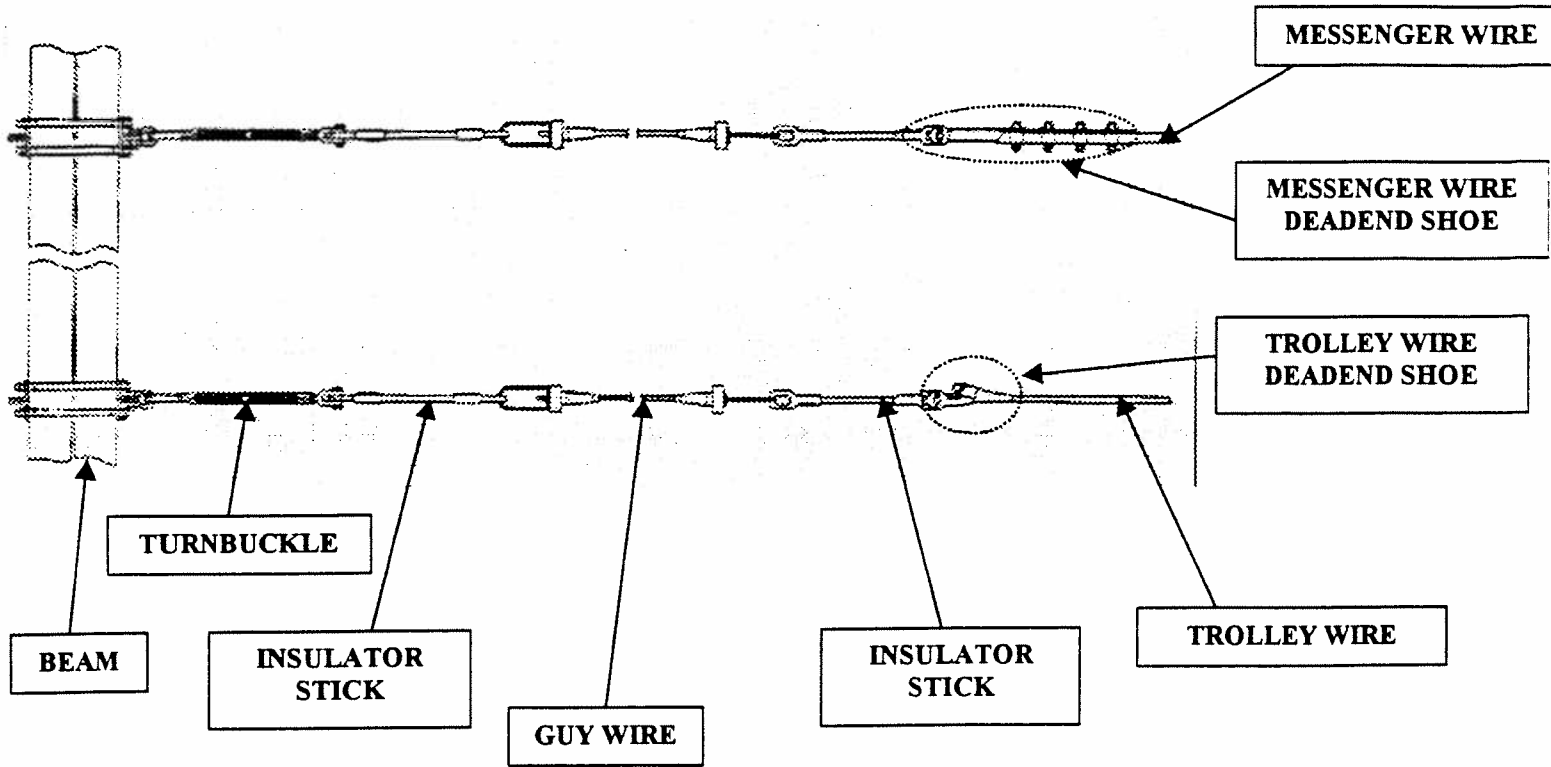 MESSENGER WIRE
MESSENGER WIRE
DEADEND SHOE
TROLLEY WIRE
DEADEND SHOE
TURNBUCKLE
BEAM
INSULATOR
STICK
GUY WIRE
INSULATOR
STICK
TROLLEY WIRE